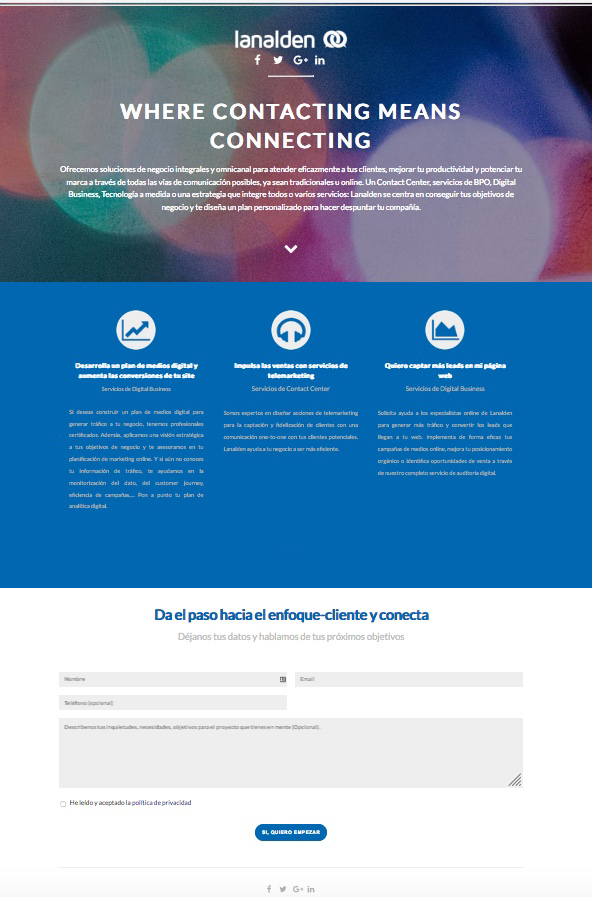 lanalden
WHERE CONTACTING MEANS
CONNECTING
Ofrecemos soluciones de negocio integrales y omnicanal para atender eficazmente a tus clientes, mejorar tu productividad y potenciar tu
marca a través de todas las vías de comunicación posibles, ya sean tradicionales u online. Un Contact Center, servicios de BPO, Digital
Business, Tecnología a medida o una estrategia que integre todos o varios servicios: Lanalden se centra en conseguir tus objetivos de
negocio y te diseña un plan personalizado para hacer despuntar tu compañía.
Desarrolla un plan de medios digital y
aumenta las conversiones de tu site
Servicios de Digital Business
Si deseas construir un plan de medios digital para
generar tráfico a tu negocio, tenemos profesionales
certificados. Además, aplicamos una visión estratégica
a tus objetivos de negocio y te asesoramos en tu
planificación de marketing online. Y si aún no conoces
tu información de tráfico, te ayudamos en la
monitorización del dato, del customer journey,
eficiencia de campañas,... Pon a punto tu plan de
analítica digital.
Impulsa las ventas con servicios de
telemarketing
Servicios de Contact Center
Somos expertos en diseñar acciones de telemarketing
para la captación y fidelización de clientes con una
comunicación one-to-one con tus clientes potenciales.
Lanalden ayuda a tu negocio a ser más eficiente.
Quiero captar más leads en mi página
web
Servicios de Digital Business
Solicita ayuda a los especialistas online de Lanalden
para generar más tráfico y convertir los leads que
llegan a tu web. Implementa de forma eficaz tus
campañas de medios online, mejora tu posicionamiento
orgánico o identifica oportunidades de venta a través
de nuestro completo servicio de auditoría digital.
Da el paso hacia el enfoque-cliente y conecta
Déjanos tus datos y hablamos de tus próximos objetivos
Nombre
Email
Teléfono (opcional)
Describenos tus inquietudes, necesidades, objetivos para el proyecto que tienes en mente (Opcional).
He leído y aceptado la política de privacidad
SI, QUIERO EMPEZAR